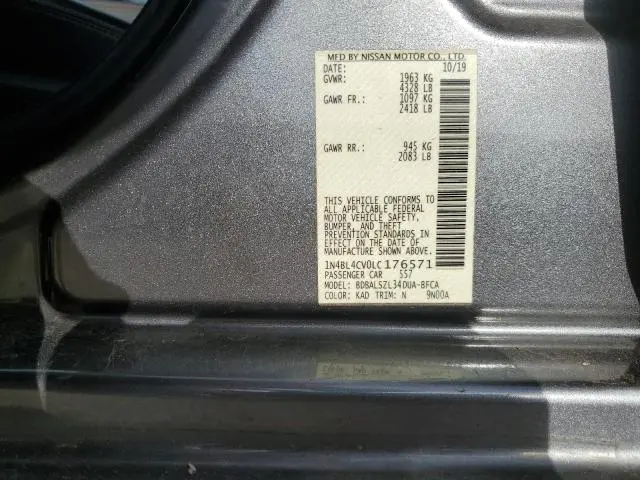 MFD BY NISSAN MOTOR CO., LTD.
DATE: 10/19
GVWR: 1963 KG
4328 LB
GAWR FR.: 1097 KG
2418 LB
GAWR RR.: 945 KG
2083 LB
THIS VEHICLE CONFORMS TO
ALL APPLICABLE FEDERAL
MOTOR VEHICLE SAFETY,
BUMPER, AND THEFT
PREVENTION STANDARDS IN
EFFECT ON THE DATE OF
MANUFACTURE SHOWN ABOVE.
1N4BL4CV0LC176571
PASSENGER CAR 557
MODEL: BDBALSZL34DUA-8FCA
COLOR: KAD TRIM: N 9N00A